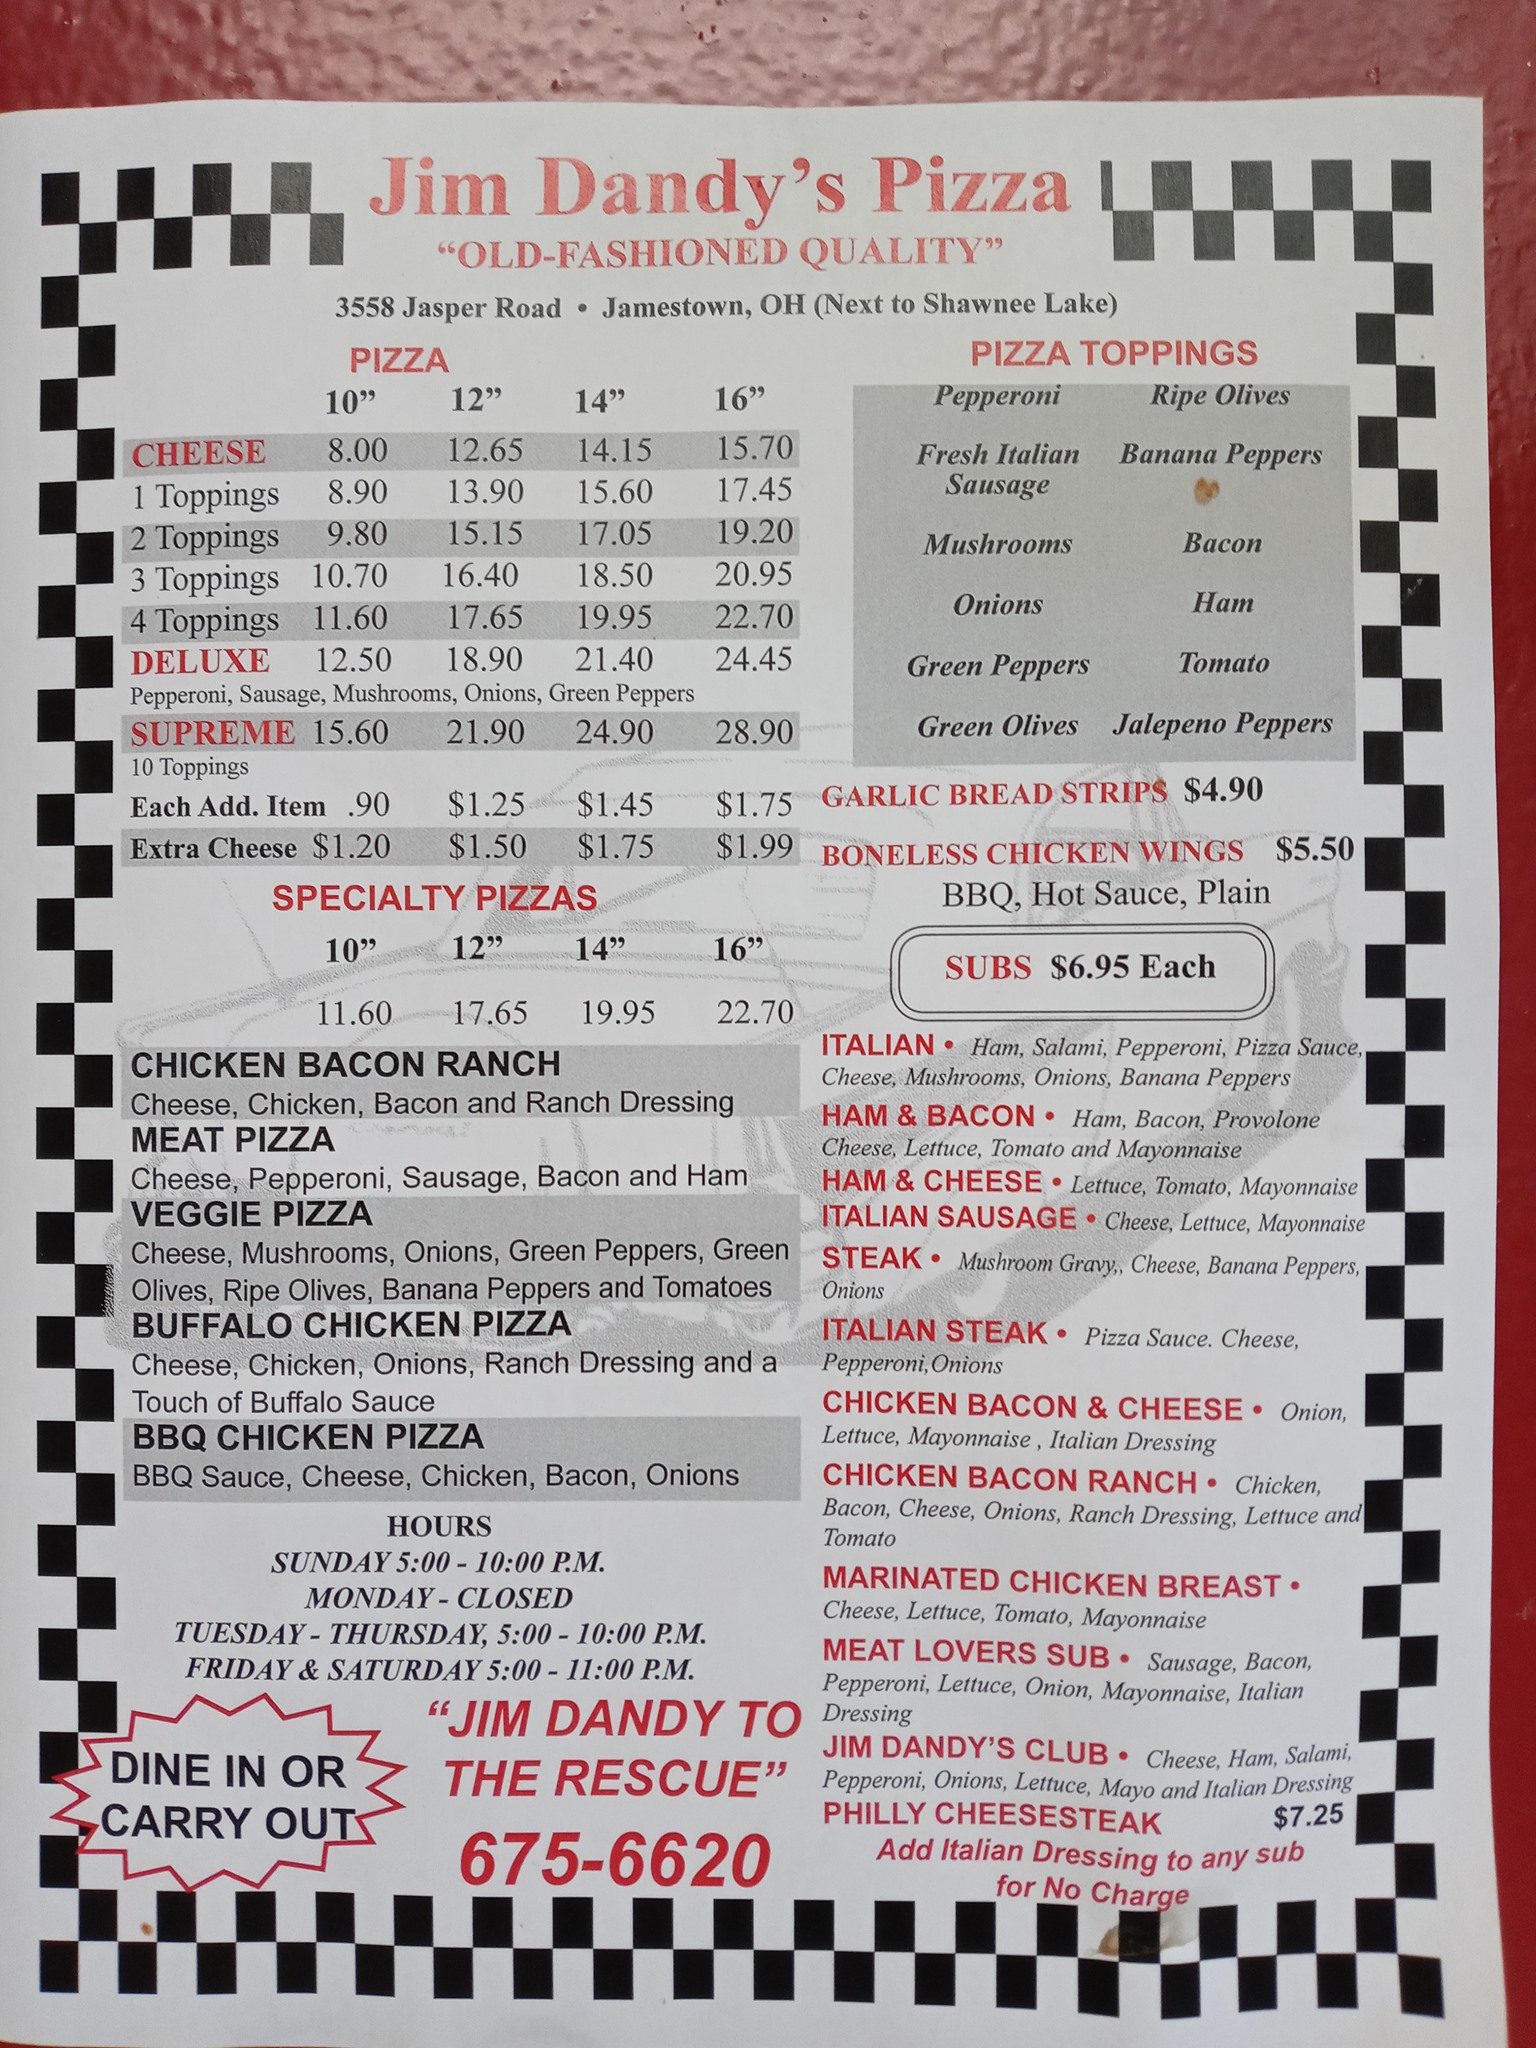 Jim Dandy's Pizza
"OLD-FASHIONED QUALITY"
3558 Jasper Road • Jamestown, OH (Next to Shawnee Lake)
PIZZA
10" 12" 14" 16"
CHEESE 8.00 12.65 14.15 15.70
1 Toppings 8.90 13.90 15.60 17.45
2 Toppings 9.80 15.15 17.05 19.20
3 Toppings 10.70 16.40 18.50 20.95
4 Toppings 11.60 17.65 19.95 22.70
DELUXE 12.50 18.90 21.40 24.45
Pepperoni, Sausage, Mushrooms, Onions, Green Peppers
SUPREME 15.60 21.90 24.90 28.90
10 Toppings
Each Add. Item .90 $1.25 $1.45 $1.75
Extra Cheese $1.20 $1.50 $1.75 $1.99
SPECIALTY PIZZAS
10" 12" 14" 16"
11.60 17.65 19.95 22.70
CHICKEN BACON RANCH
Cheese, Chicken, Bacon and Ranch Dressing
MEAT PIZZA
Cheese, Pepperoni, Sausage, Bacon and Ham
VEGGIE PIZZA
Cheese, Mushrooms, Onions, Green Peppers, Green
Olives, Ripe Olives, Banana Peppers and Tomatoes
BUFFALO CHICKEN PIZZA
Cheese, Chicken, Onions, Ranch Dressing and a
Touch of Buffalo Sauce
BBQ CHICKEN PIZZA
BBQ Sauce, Cheese, Chicken, Bacon, Onions
HOURS
SUNDAY 5:00 - 10:00 P.M.
MONDAY - CLOSED
TUESDAY - THURSDAY, 5:00 - 10:00 P.M.
FRIDAY & SATURDAY 5:00 - 11:00 P.M.
DINE IN OR
CARRY OUT
"JIM DANDY TO
THE RESCUE"
675-6620
PIZZA TOPPINGS
Pepperoni Ripe Olives
Fresh Italian Banana Peppers
Sausage
Mushrooms Bacon
Onions Ham
Green Peppers Tomato
Green Olives Jalepeno Peppers
GARLIC BREAD STRIPS $4.90
BONELESS CHICKEN WINGS $5.50
BBQ, Hot Sauce, Plain
SUBS $6.95 Each
ITALIAN • Ham, Salami, Pepperoni, Pizza Sauce,
Cheese, Mushrooms, Onions, Banana Peppers
HAM & BACON • Ham, Bacon, Provolone
Cheese, Lettuce, Tomato and Mayonnaise
HAM & CHEESE • Lettuce, Tomato, Mayonnaise
ITALIAN SAUSAGE • Cheese, Lettuce, Mayonnaise
STEAK • Mushroom Gravy,, Cheese, Banana Peppers,
Onions
ITALIAN STEAK • Pizza Sauce. Cheese,
Pepperoni,Onions
CHICKEN BACON & CHEESE • Onion,
Lettuce, Mayonnaise , Italian Dressing
CHICKEN BACON RANCH • Chicken,
Bacon, Cheese, Onions, Ranch Dressing, Lettuce and
Tomato
MARINATED CHICKEN BREAST •
Cheese, Lettuce, Tomato, Mayonnaise
MEAT LOVERS SUB • Sausage, Bacon,
Pepperoni, Lettuce, Onion, Mayonnaise, Italian
Dressing
JIM DANDY'S CLUB • Cheese, Ham, Salami,
Pepperoni, Onions, Lettuce, Mayo and Italian Dressing
PHILLY CHEESESTEAK $7.25
Add Italian Dressing to any sub
for No Charge